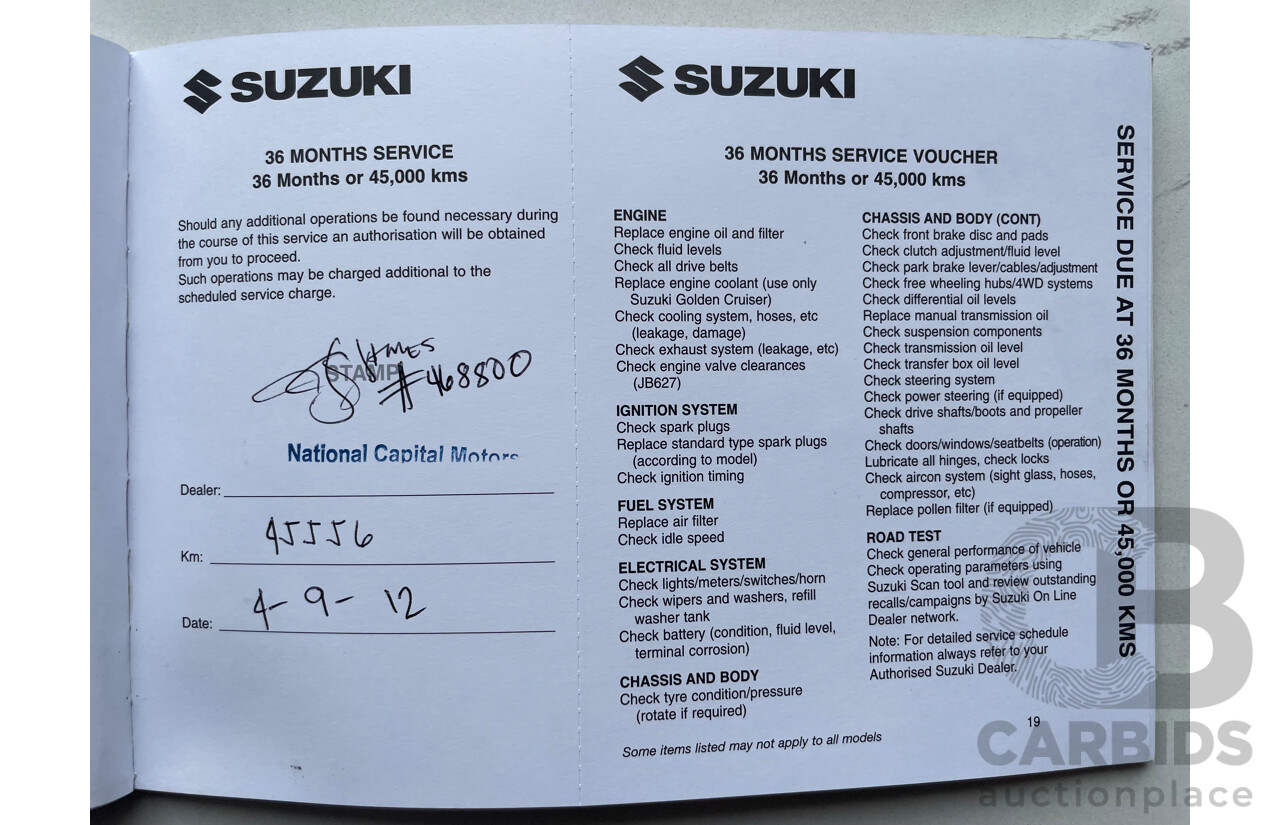 SUZUKI
36 MONTHS SERVICE
36 Months or 45,000 kms
Should any additional operations be found necessary during
the course of this service an authorisation will be obtained
from you to proceed.
Such operations may be charged additional to the
scheduled service charge.
STAMP
#468800
National Capital Motors
Dealer:
Km: 45556
Date: 4-9-12
SUZUKI
36 MONTHS SERVICE VOUCHER
36 Months or 45,000 kms
ENGINE
Replace engine oil and filter
Check fluid levels
Check all drive belts
Replace engine coolant (use only
Suzuki Golden Cruiser)
Check cooling system, hoses, etc
(leakage, damage)
Check exhaust system (leakage, etc)
Check engine valve clearances
(JB627)
IGNITION SYSTEM
Check spark plugs
Replace standard type spark plugs
(according to model)
Check ignition timing
FUEL SYSTEM
Replace air filter
Check idle speed
ELECTRICAL SYSTEM
Check lights/meters/switches/horn
Check wipers and washers, refill
washer tank
Check battery (condition, fluid level,
terminal corrosion)
CHASSIS AND BODY
Check tyre condition/pressure
(rotate if required)
Some items listed may not apply to all models
CHASSIS AND BODY (CONT)
Check front brake disc and pads
Check clutch adjustment/fluid level
Check park brake lever/cables/adjustment
Check free wheeling hubs/4WD systems
Check differential oil levels
Replace manual transmission oil
Check suspension components
Check transmission oil level
Check transfer box oil level
Check steering system
Check power steering (if equipped)
Check drive shafts/boots and propeller
shafts
Check doors/windows/seatbelts (operation)
Lubricate all hinges, check locks
Check aircon system (sight glass, hoses,
compressor, etc)
Replace pollen filter (if equipped)
ROAD TEST
Check general performance of vehicle
Check operating parameters using
Suzuki Scan tool and review outstanding
recalls/campaigns by Suzuki On Line
Dealer network.
Note: For detailed service schedule
information always refer to your
Authorised Suzuki Dealer.
19
SERVICE DUE AT 36 MONTHS OR 45,000 KMS
CB
CARBIDS
auctionplace